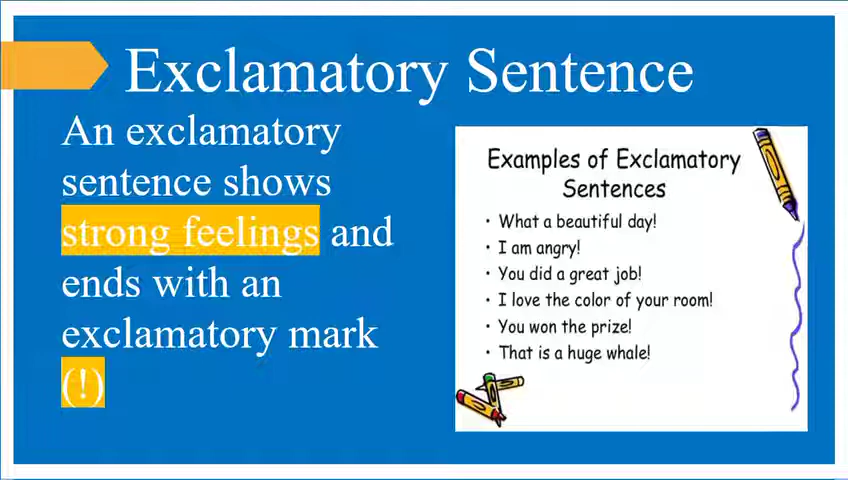 Exclamatory Sentence
An exclamatory
sentence shows
strong feelings and
ends with an
exclamatory mark
(!)
Examples of Exclamatory
Sentences
• What a beautiful day!
• I am angry!
• You did a great job!
• I love the color of your room!
• You won the prize!
• That is a huge whale!